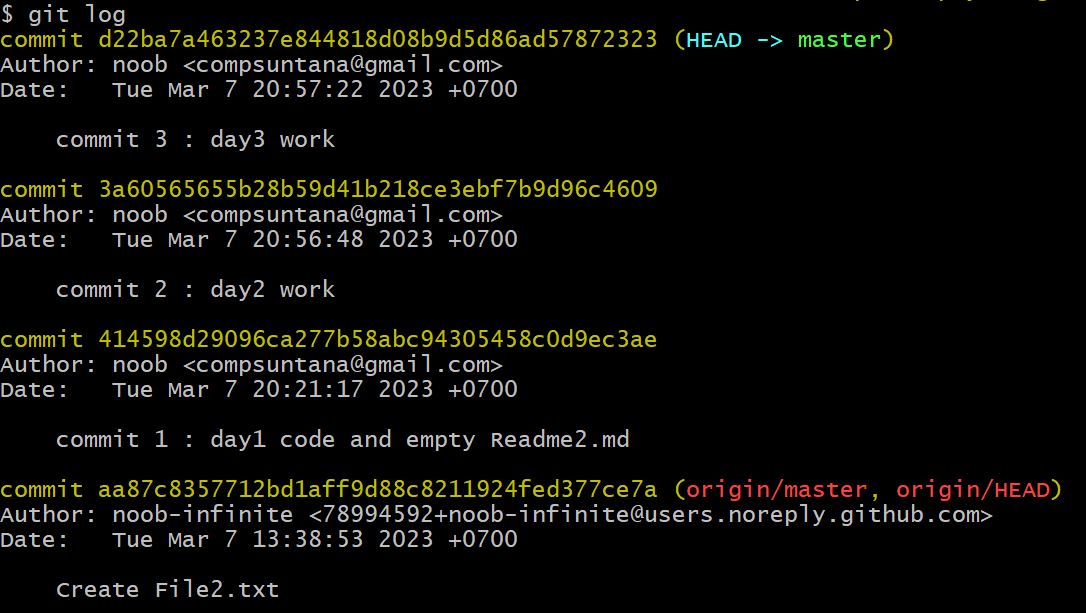 $ git log
commit d22ba7a463237e844818d08b9d5d86ad57872323 (HEAD -> master)
Author: noob <compsuntana@gmail.com>
Date:   Tue Mar 7 20:57:22 2023 +0700
    commit 3 : day3 work
commit 3a60565655b28b59d41b218ce3ebf7b9d96c4609
Author: noob <compsuntana@gmail.com>
Date:   Tue Mar 7 20:56:48 2023 +0700
    commit 2 : day2 work
commit 414598d29096ca277b58abc94305458c0d9ec3ae
Author: noob <compsuntana@gmail.com>
Date:   Tue Mar 7 20:21:17 2023 +0700
    commit 1 : day1 code and empty Readme2.md
commit aa87c8357712bd1aff9d88c8211924fed377ce7a (origin/master, origin/HEAD)
Author: noob-infinite <78994592+noob-infinite@users.noreply.github.com>
Date:   Tue Mar 7 13:38:53 2023 +0700
    Create File2.txt